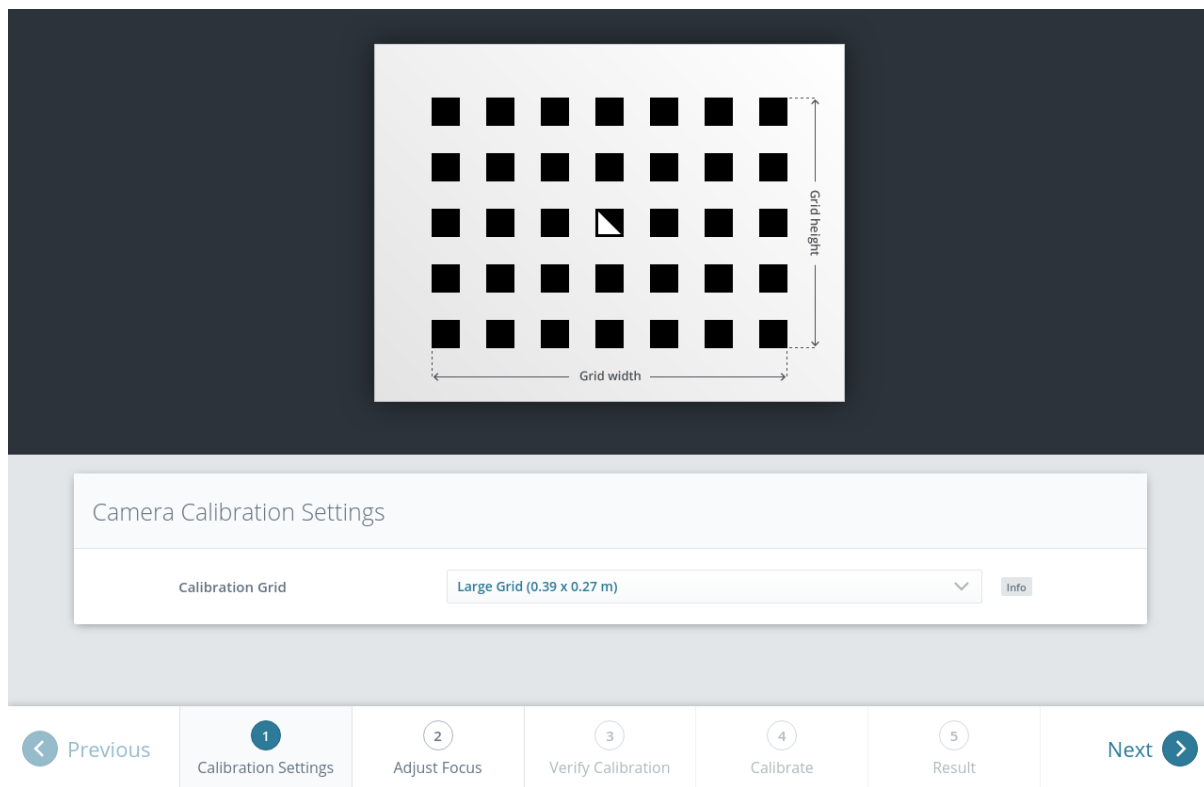 Grid height
Grid width
Camera Calibration Settings
Calibration Grid
Large Grid (0.39 x 0.27 m)
Info
Previous
1
Calibration Settings
2
Adjust Focus
3
Verify Calibration
4
Calibrate
5
Result
Next